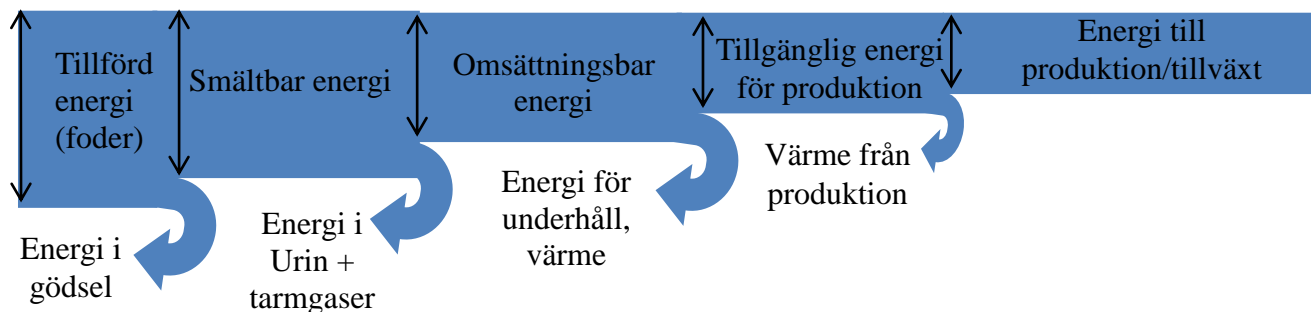 Tillförd
energi
(foder)
Smältbar energi
Omsättningsbar
energi
Tillgänglig energi
för produktion
Energi till
produktion/tillväxt
Energi i
gödsel
Energi i
Urin +
tarmgaser
Energi för
underhåll,
värme
Värme från
produktion